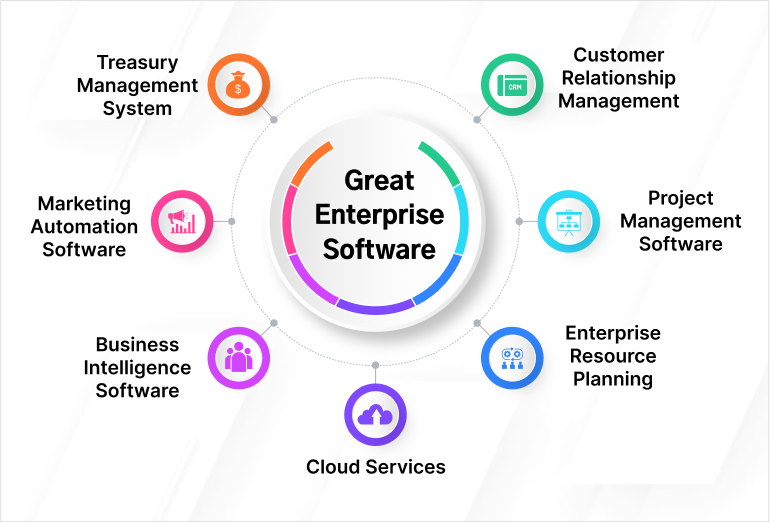 Treasury
Management
System
$
Customer
Relationship
Management
CRM
Great
Enterprise
Software
Marketing
Automation
Software
Project
Management
Software
Business
Intelligence
Software
Enterprise
Resource
Planning
Cloud Services